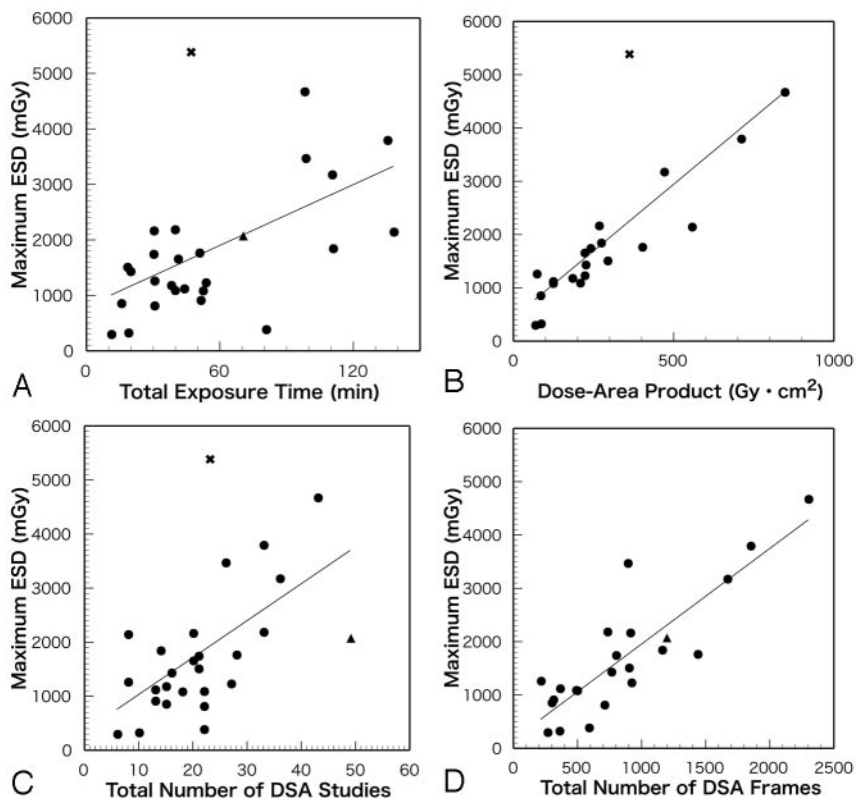 6000
5000
4000
3000
2000
1000
0
Maximum ESD (mGy)
0 60 120
Total Exposure Time (min)
A
6000
5000
4000
3000
2000
1000
0
Maximum ESD (mGy)
0 500 1000
Dose-Area Product (Gy · cm²)
B
6000
5000
4000
3000
2000
1000
0
Maximum ESD (mGy)
0 10 20 30 40 50 60
Total Number of DSA Studies
C
6000
5000
4000
3000
2000
1000
0
Maximum ESD (mGy)
0 500 1000 1500 2000 2500
Total Number of DSA Frames
D